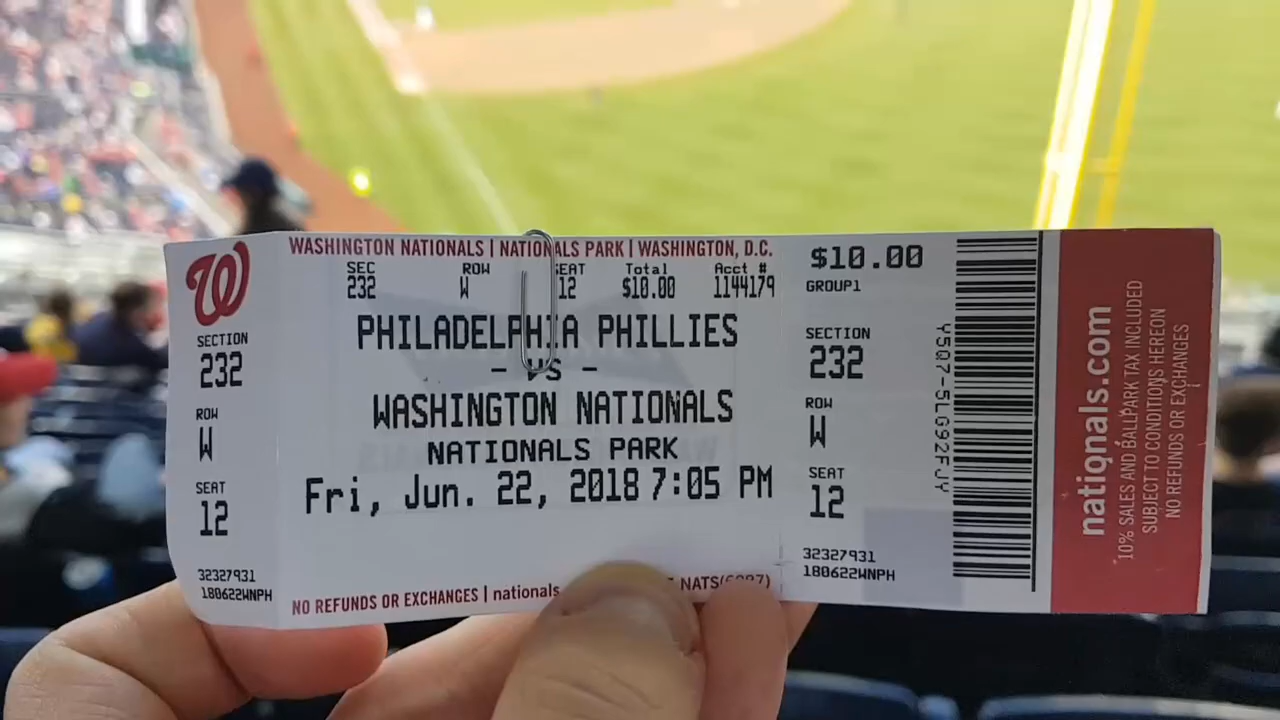 W
SECTION
232
ROW
W
SEAT
12
32327931
180622WNPH
WASHINGTON NATIONALS | NATIONALS PARK | WASHINGTON, D.C.
SEC ROW SEAT Total Acct #
232 W 12 $10.00 1144179
PHILADELPHIA PHILLIES
- VS -
WASHINGTON NATIONALS
NATIONALS PARK
Fri, Jun. 22, 2018 7:05 PM
NO REFUNDS OR EXCHANGES | nationals
NATS(6287)
$10.00
GROUP1
SECTION
232
ROW
W
SEAT
12
32327931
180622WNPH
Y5Q7-5LG92FJY
nationals.com
10% SALES AND BALLPARK TAX INCLUDED
SUBJECT TO CONDITIONS HEREON
NO REFUNDS OR EXCHANGES